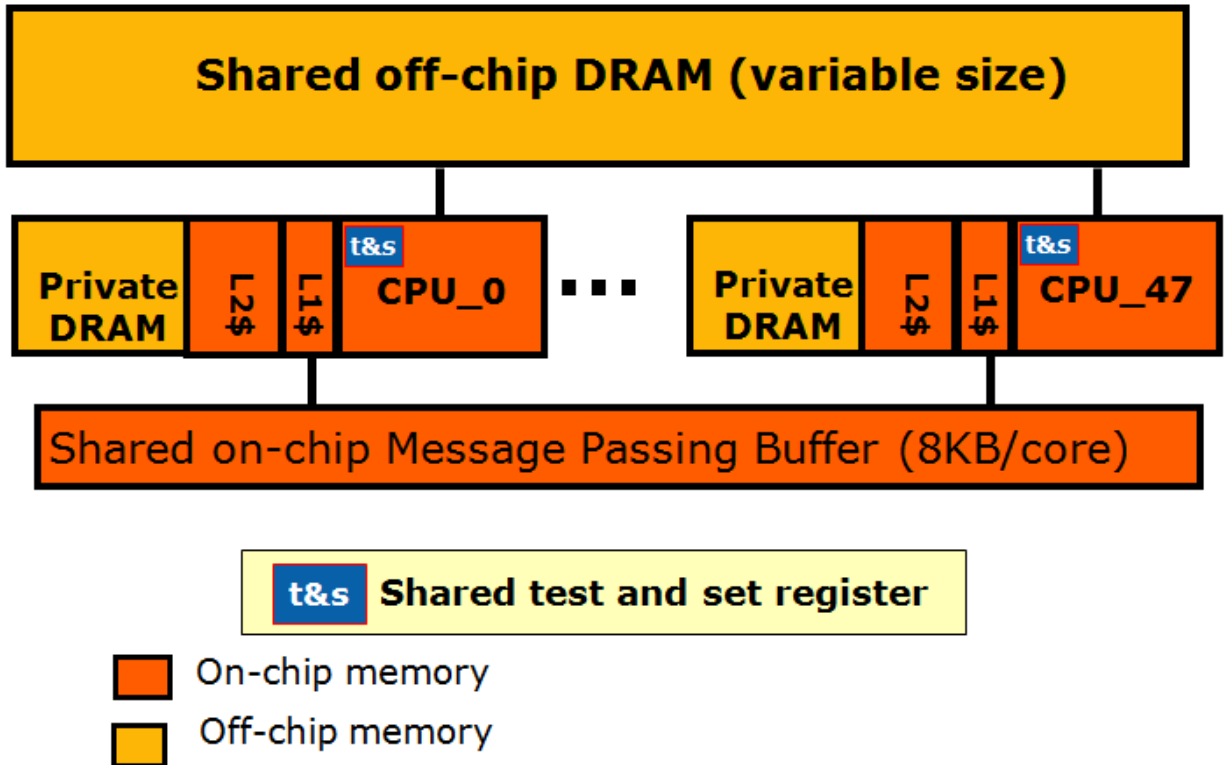 Shared off-chip DRAM (variable size)
Private
DRAM
L2$
L1$
t&s
CPU_0
...
Private
DRAM
L2$
L1$
t&s
CPU_47
Shared on-chip Message Passing Buffer (8KB/core)
t&s Shared test and set register
On-chip memory
Off-chip memory